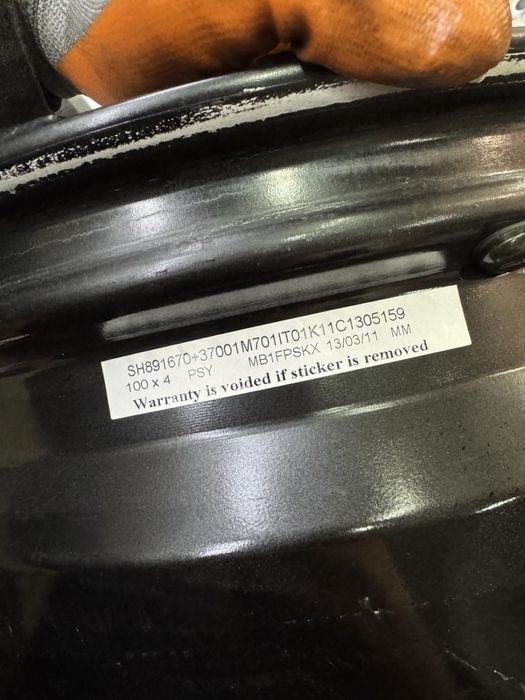 SH891670+37001M701IT01K11C1305159
100 x 4 PSY MB1FPSKX 13/03/11 MM
Warranty is voided if sticker is removed